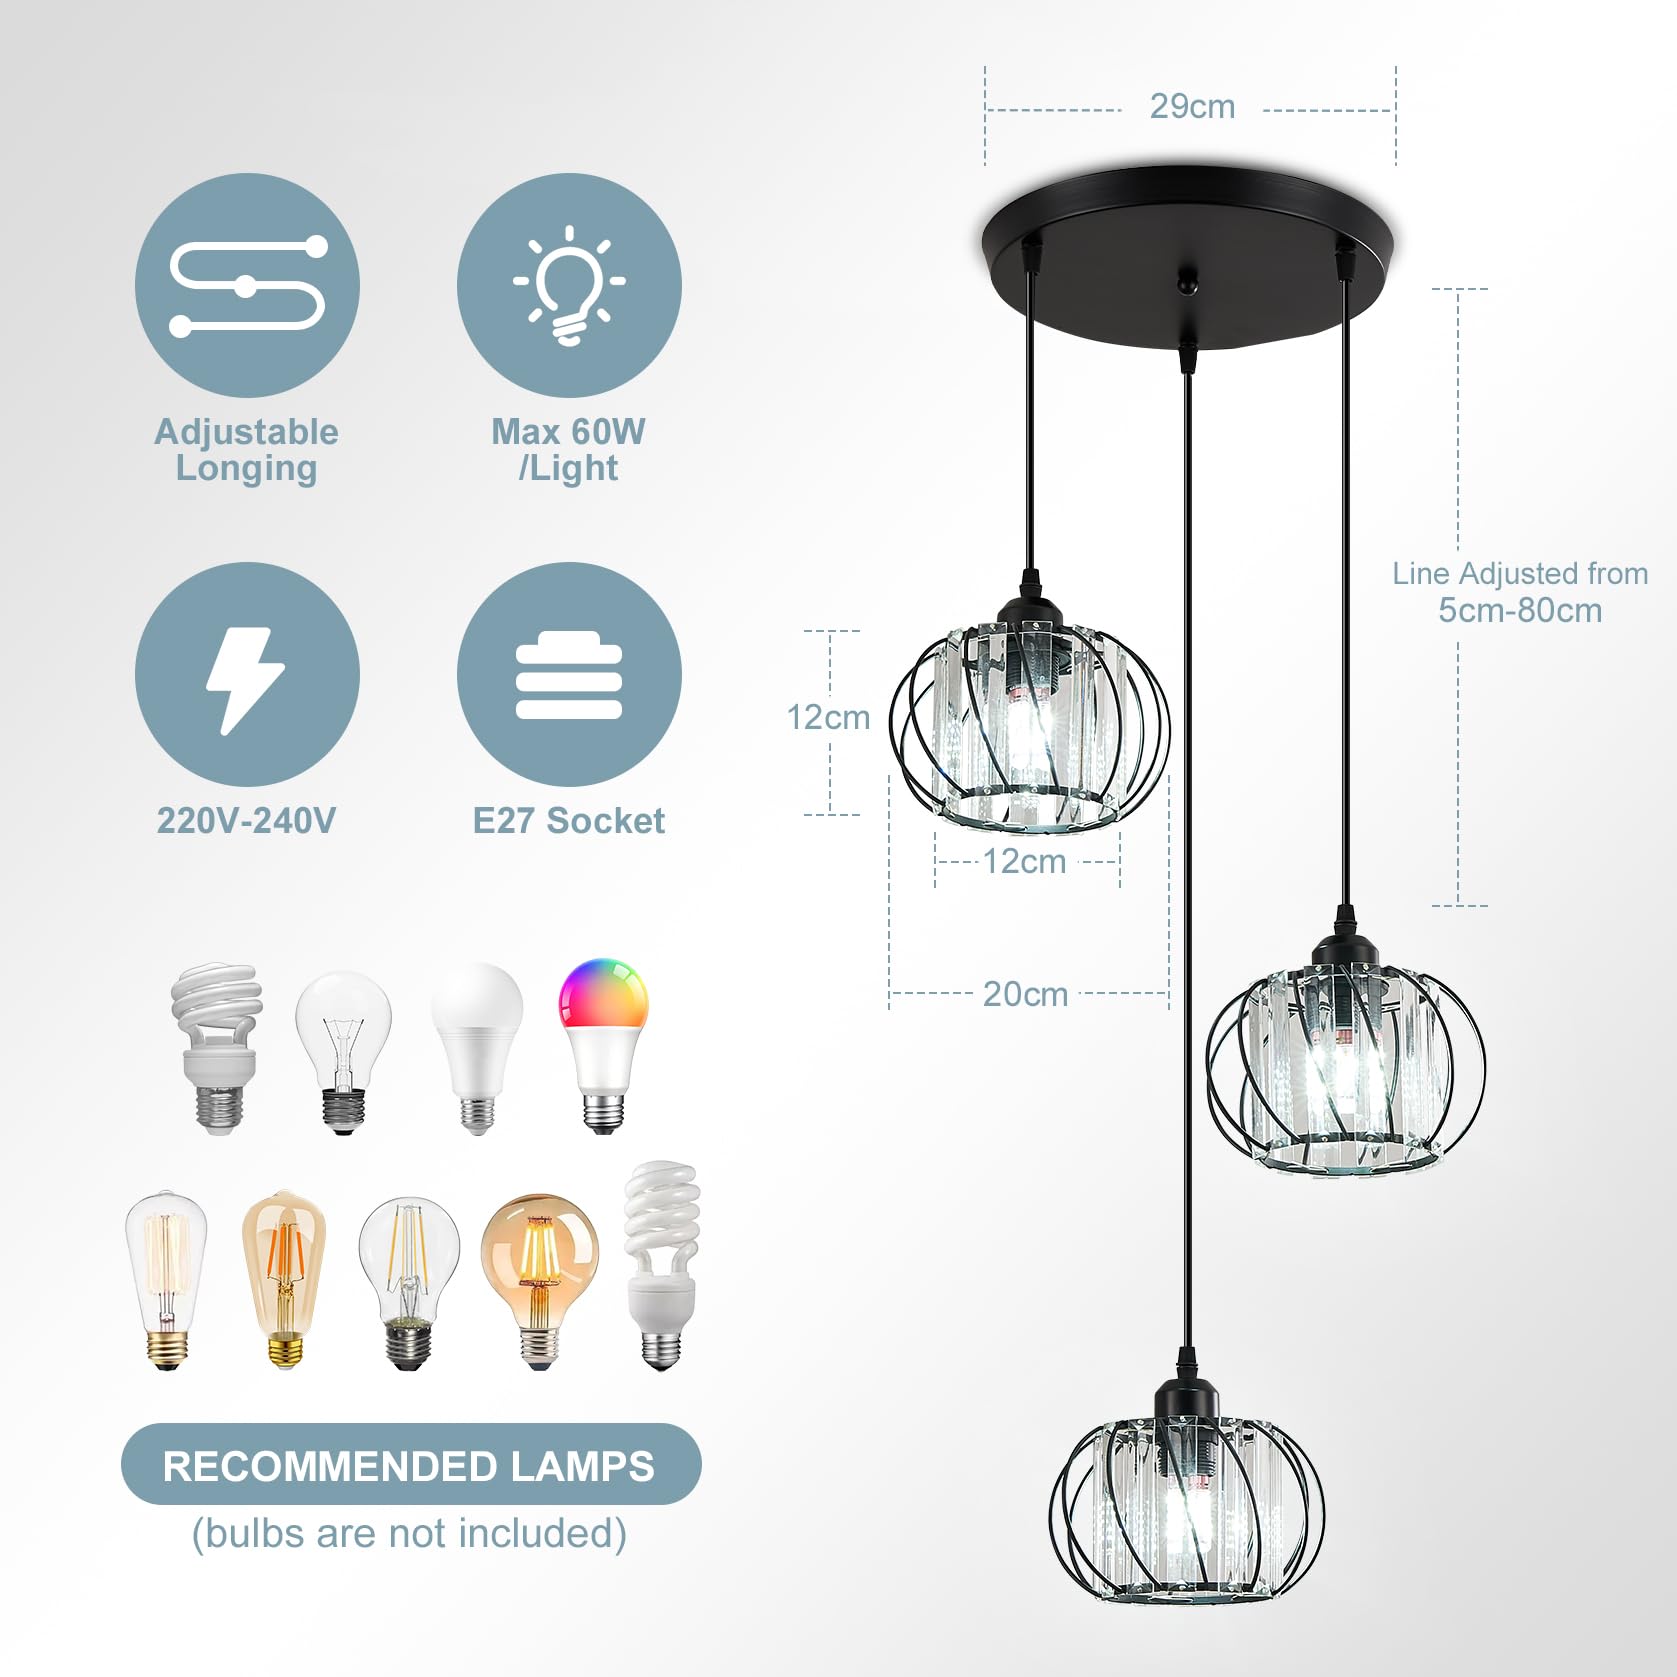 29cm
Adjustable
Longing
Max 60W
/Light
Line Adjusted from
5cm-80cm
12cm
220V-240V
E27 Socket
12cm
20cm
RECOMMENDED LAMPS
(bulbs are not included)